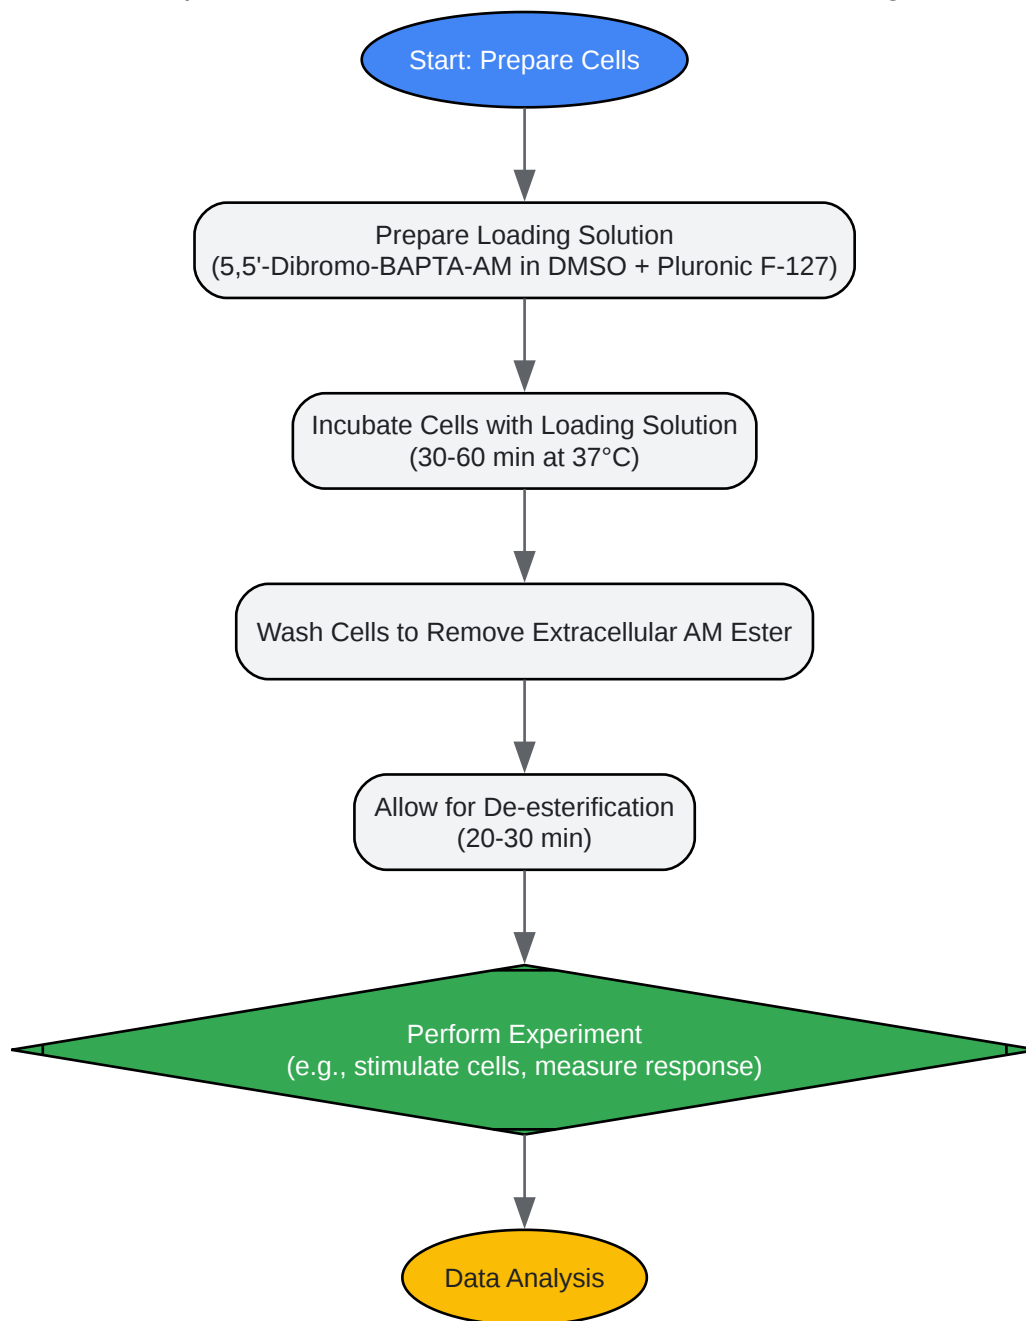 Start: Prepare Cells
Prepare Loading Solution
(5,5'-Dibromo-BAPTA-AM in DMSO + Pluronic F-127)
Incubate Cells with Loading Solution
(30-60 min at 37°C)
Wash Cells to Remove Extracellular AM Ester
Allow for De-esterification
(20-30 min)
Perform Experiment
(e.g., stimulate cells, measure response)
Data Analysis